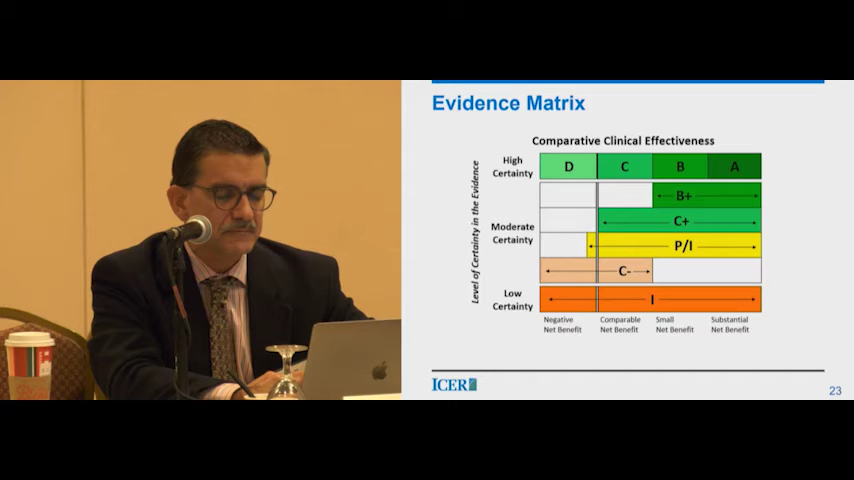 Evidence Matrix
Comparative Clinical Effectiveness
Level of Certainty in the Evidence
High
Certainty
D
C
B
A
B+
Moderate
Certainty
C+
P/I
C-
Low
Certainty
I
Negative
Net Benefit
Comparable
Net Benefit
Small
Net Benefit
Substantial
Net Benefit
ICER
23